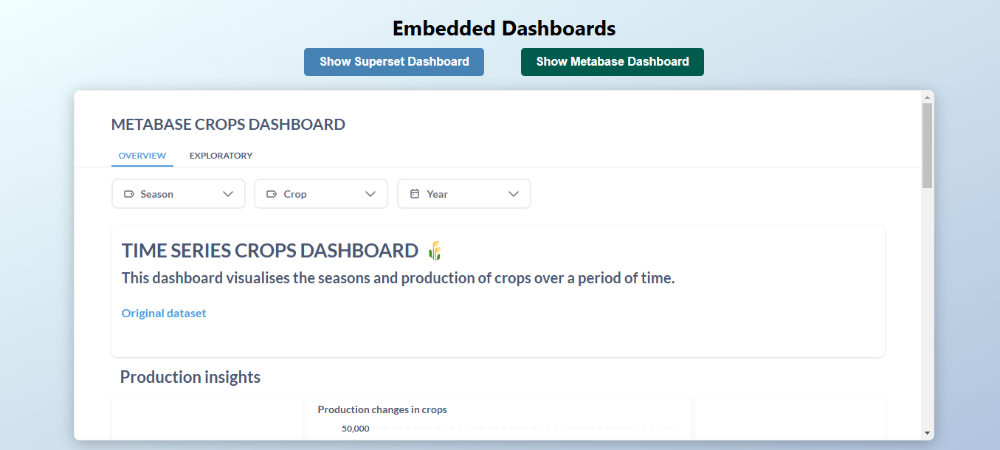 Embedded Dashboards
Show Superset Dashboard Show Metabase Dashboard
METABASE CROPS DASHBOARD
OVERVIEW EXPLORATORY
Season Crop Year
TIME SERIES CROPS DASHBOARD
This dashboard visualises the seasons and production of crops over a period of time.
Original dataset
Production insights
Production changes in crops
50,000